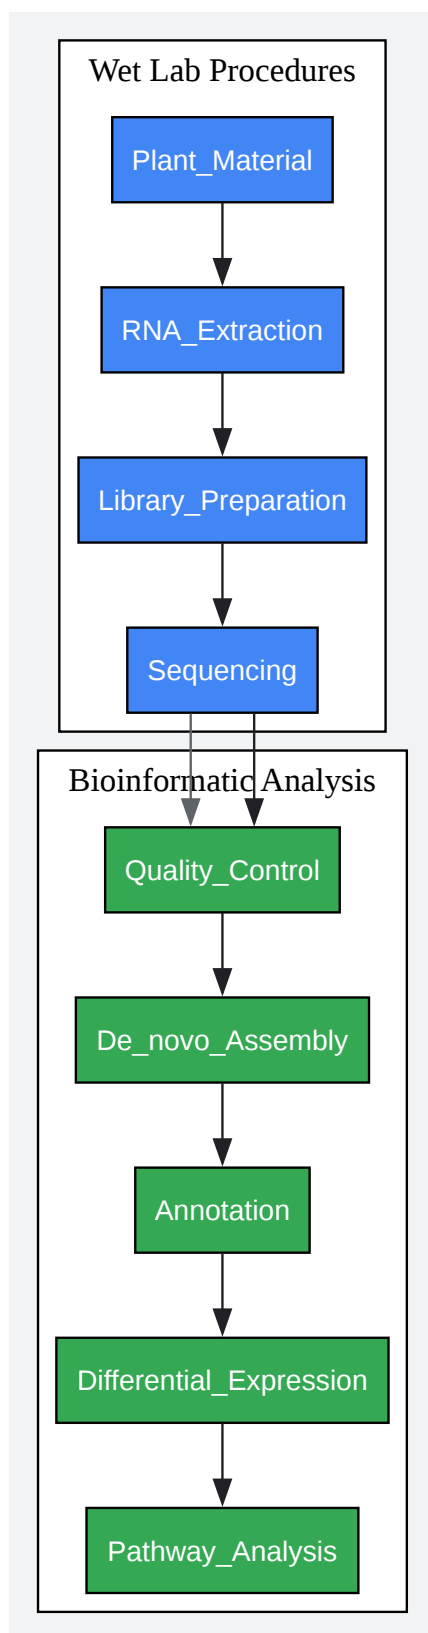 Wet Lab Procedures
Plant_Material
RNA_Extraction
Library_Preparation
Sequencing
Bioinformatic Analysis
Quality_Control
De_novo_Assembly
Annotation
Differential_Expression
Pathway_Analysis